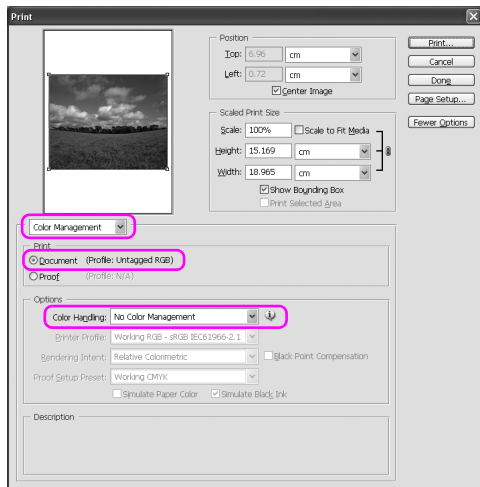 Print
Position
Top: 6.96 cm
Left: 0.72 cm
Center Image
Print...
Cancel
Done
Page Setup...
Fewer Options
Scaled Print Size
Scale: 100% Scale to Fit Media
Height: 15.169 cm
Width: 18.965 cm
Show Bounding Box
Print Selected Area
Color Management
Print
Document (Profile: Untagged RGB)
Proof (Profile: N/A)
Options
Color Handling: No Color Management
Printer Profile: Working RGB - sRGB IEC61966-2.1
Rendering Intent: Relative Colorimetric Black Point Compensation
Proof Setup Preset: Working CMYK
Simulate Paper Color Simulate Black Ink
Description